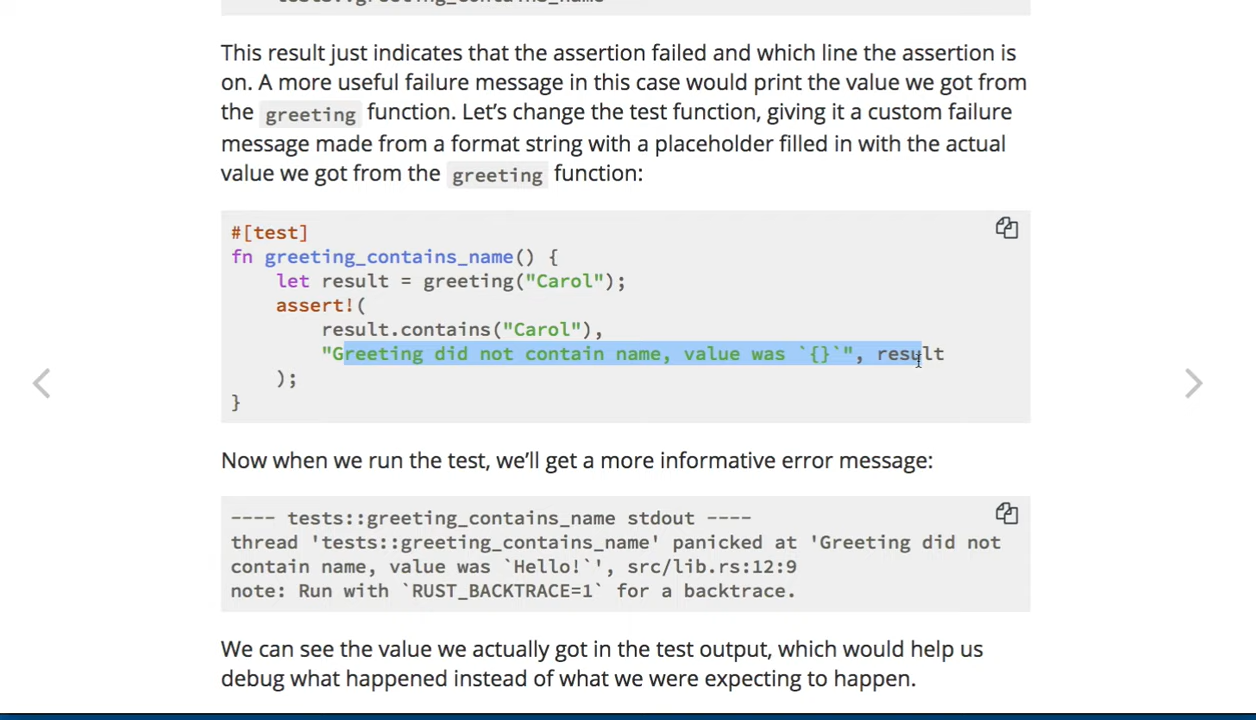 tests::greeting_contains_name
This result just indicates that the assertion failed and which line the assertion is
on. A more useful failure message in this case would print the value we got from
the greeting function. Let’s change the test function, giving it a custom failure
message made from a format string with a placeholder filled in with the actual
value we got from the greeting function:
#[test]
fn greeting_contains_name() {
    let result = greeting("Carol");
    assert!(
        result.contains("Carol"),
        "Greeting did not contain name, value was `{}`", result
    );
}
Now when we run the test, we’ll get a more informative error message:
---- tests::greeting_contains_name stdout ----
thread 'tests::greeting_contains_name' panicked at 'Greeting did not
contain name, value was `Hello!`', src/lib.rs:12:9
note: Run with `RUST_BACKTRACE=1` for a backtrace.
We can see the value we actually got in the test output, which would help us
debug what happened instead of what we were expecting to happen.